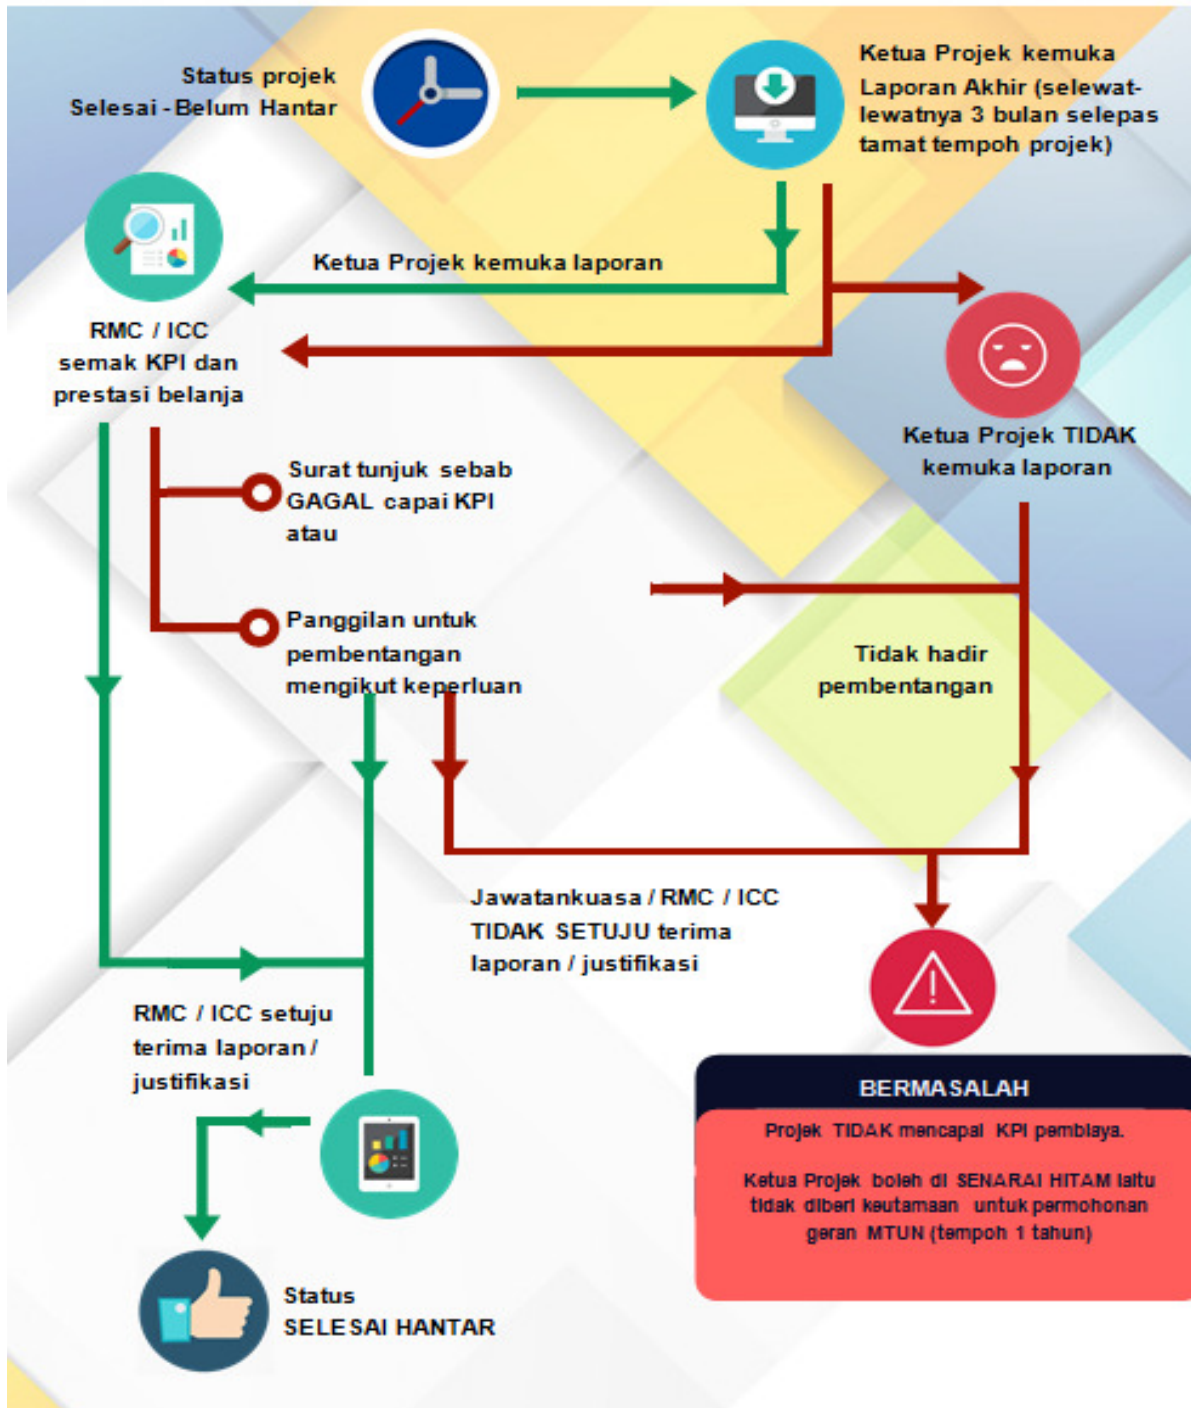 Status projek
Selesai - Belum Hantar
Ketua Projek kemuka
Laporan Akhir (selewat-
lewatnya 3 bulan selepas
tamat tempoh projek)
Ketua Projek kemuka laporan
RMC / ICC
semak KPI dan
prestasi belanja
Ketua Projek TIDAK
kemuka laporan
Surat tunjuk sebab
GAGAL capai KPI
atau
Panggilan untuk
pembentangan
mengikut keperluan
Tidak hadir
pembentangan
Jawatankuasa / RMC / ICC
TIDAK SETUJU terima
laporan / justifikasi
RMC / ICC setuju
terima laporan /
justifikasi
BERMASALAH
Projek TIDAK mencapai KPI pembiaya.
Ketua Projek boleh di SENARAI HITAM iaitu
tidak diberi keutamaan untuk permohonan
geran MTUN (tempoh 1 tahun)
Status
SELESAI HANTAR